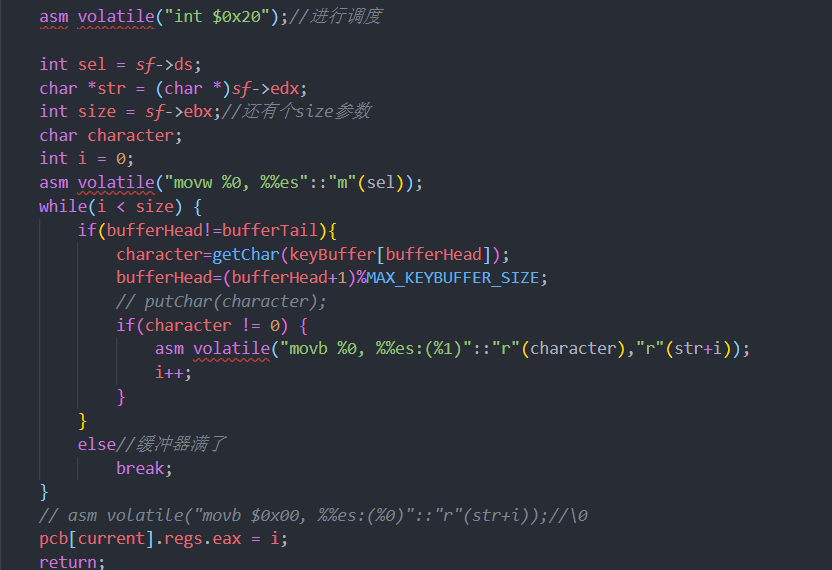 asm volatile("int $0x20");//进行调度
int sel = sf->ds;
char *str = (char *)sf->edx;
int size = sf->ebx;//还有个size参数
char character;
int i = 0;
asm volatile("movw %0, %%es"::"m"(sel));
while(i < size) {
if(bufferHead!=bufferTail){
character=getChar(keyBuffer[bufferHead]);
bufferHead=(bufferHead+1)%MAX_KEYBUFFER_SIZE;
// putChar(character);
if(character != 0) {
asm volatile("movb %0, %%es:(%1)"::"r"(character),"r"(str+i));
i++;
}
}
else//缓冲器满了
break;
}
// asm volatile("movb $0x00, %%es:(%0)"::"r"(str+i));//\0
pcb[current].regs.eax = i;
return;